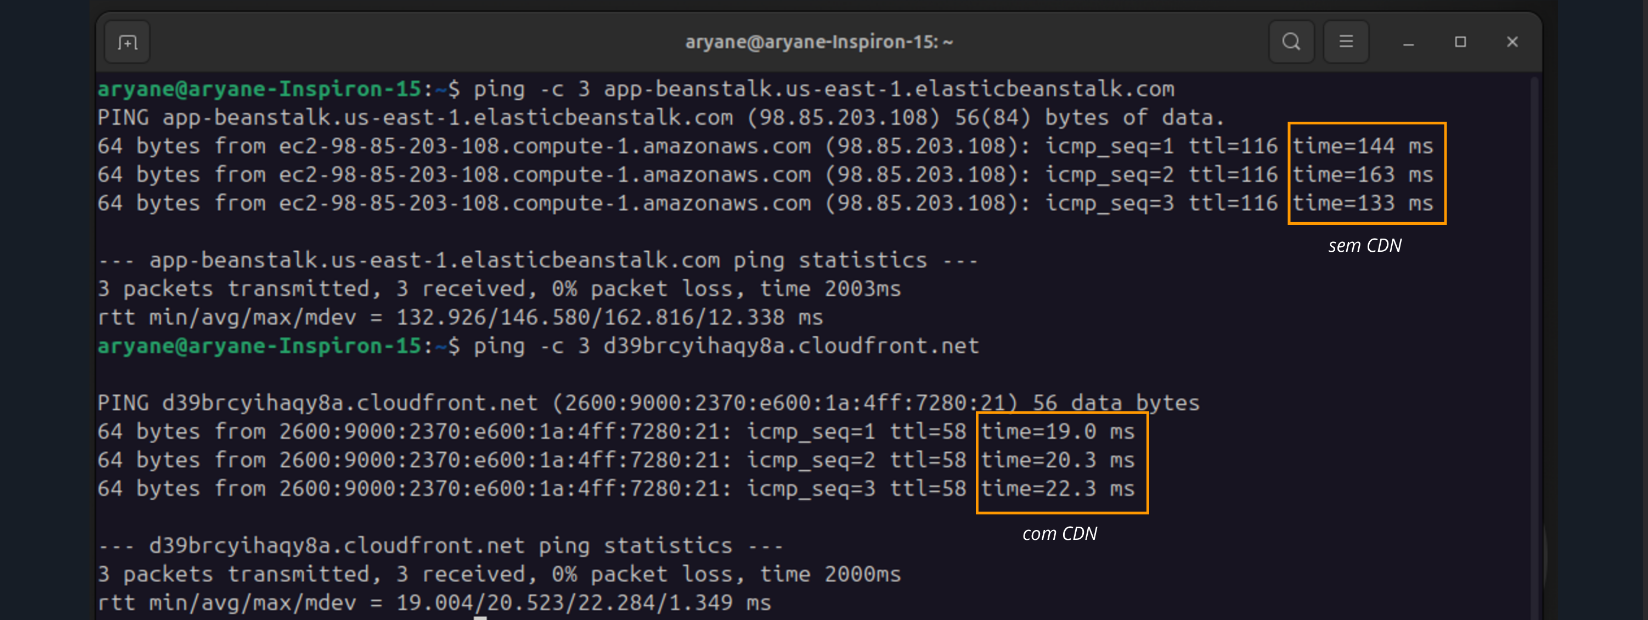 aryane@aryane-Inspiron-15: ~
aryane@aryane-Inspiron-15:~$ ping -c 3 app-beanstalk.us-east-1.elasticbeanstalk.com
PING app-beanstalk.us-east-1.elasticbeanstalk.com (98.85.203.108) 56(84) bytes of data.
64 bytes from ec2-98-85-203-108.compute-1.amazonaws.com (98.85.203.108): icmp_seq=1 ttl=116 time=144 ms
64 bytes from ec2-98-85-203-108.compute-1.amazonaws.com (98.85.203.108): icmp_seq=2 ttl=116 time=163 ms
64 bytes from ec2-98-85-203-108.compute-1.amazonaws.com (98.85.203.108): icmp_seq=3 ttl=116 time=133 ms
sem CDN
--- app-beanstalk.us-east-1.elasticbeanstalk.com ping statistics ---
3 packets transmitted, 3 received, 0% packet loss, time 2003ms
rtt min/avg/max/mdev = 132.926/146.580/162.816/12.338 ms
aryane@aryane-Inspiron-15:~$ ping -c 3 d39brcyihaqy8a.cloudfront.net
PING d39brcyihaqy8a.cloudfront.net (2600:9000:2370:e600:1a:4ff:7280:21) 56 data bytes
64 bytes from 2600:9000:2370:e600:1a:4ff:7280:21: icmp_seq=1 ttl=58 time=19.0 ms
64 bytes from 2600:9000:2370:e600:1a:4ff:7280:21: icmp_seq=2 ttl=58 time=20.3 ms
64 bytes from 2600:9000:2370:e600:1a:4ff:7280:21: icmp_seq=3 ttl=58 time=22.3 ms
com CDN
--- d39brcyihaqy8a.cloudfront.net ping statistics ---
3 packets transmitted, 3 received, 0% packet loss, time 2000ms
rtt min/avg/max/mdev = 19.004/20.523/22.284/1.349 ms